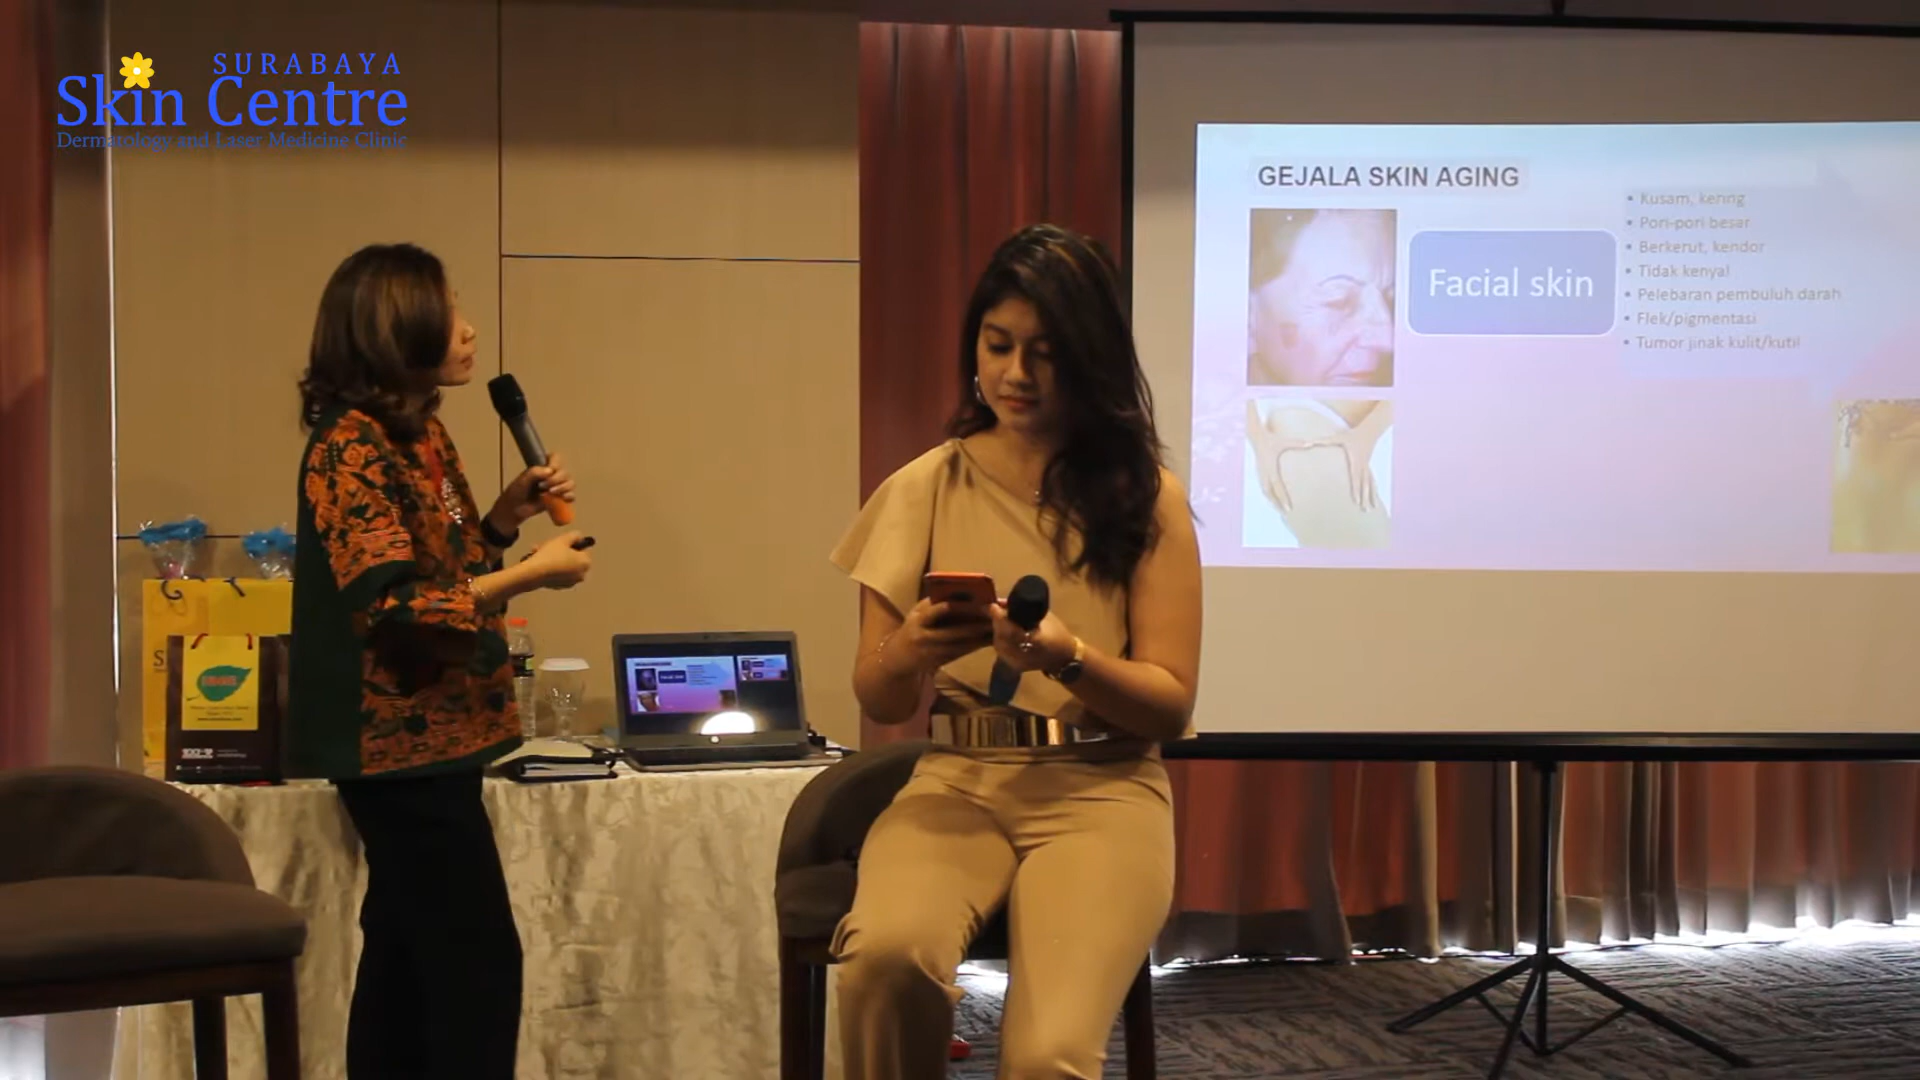 SURABAYA
Skin Centre
Dermatology and Laser Medicine Clinic
GEJALA SKIN AGING
Facial skin
• Kusam, kering
• Pori-pori besar
• Berkerut, kendor
• Tidak kenyal
• Pelebaran pembuluh darah
• Flek/pigmentasi
• Tumor jinak kulit/kutil